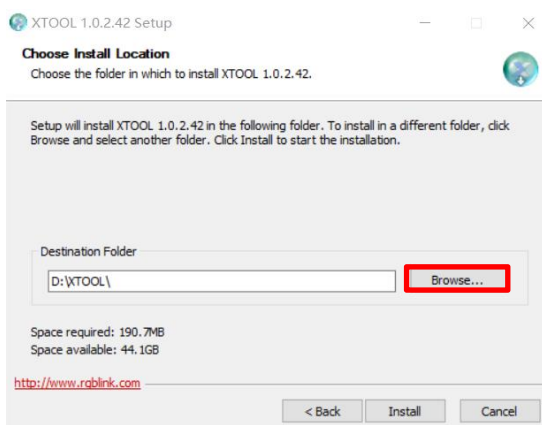 XTOOL 1.0.2.42 Setup
Choose Install Location
Choose the folder in which to install XTOOL 1.0.2.42.
Setup will install XTOOL 1.0.2.42 in the following folder. To install in a different folder, click
Browse and select another folder. Click Install to start the installation.
Destination Folder
D:\XTOOL\
Browse...
Space required: 190.7MB
Space available: 44.1GB
http://www.rgblink.com
< Back
Install
Cancel